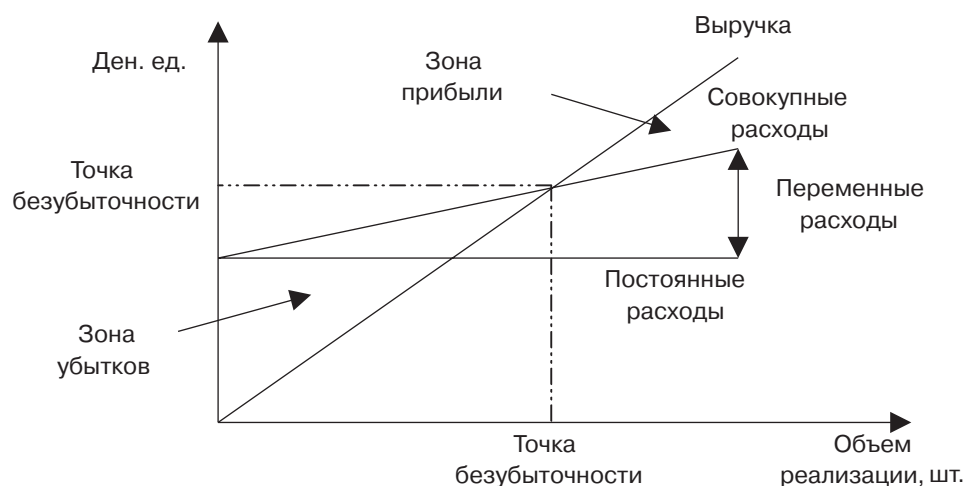 Выручка
Ден. ед.
Зона
прибыли
Совокупные
расходы
Точка
безубыточности
Переменные
расходы
Постоянные
расходы
Зона
убытков
Точка
безубыточности
Объем
реализации, шт.